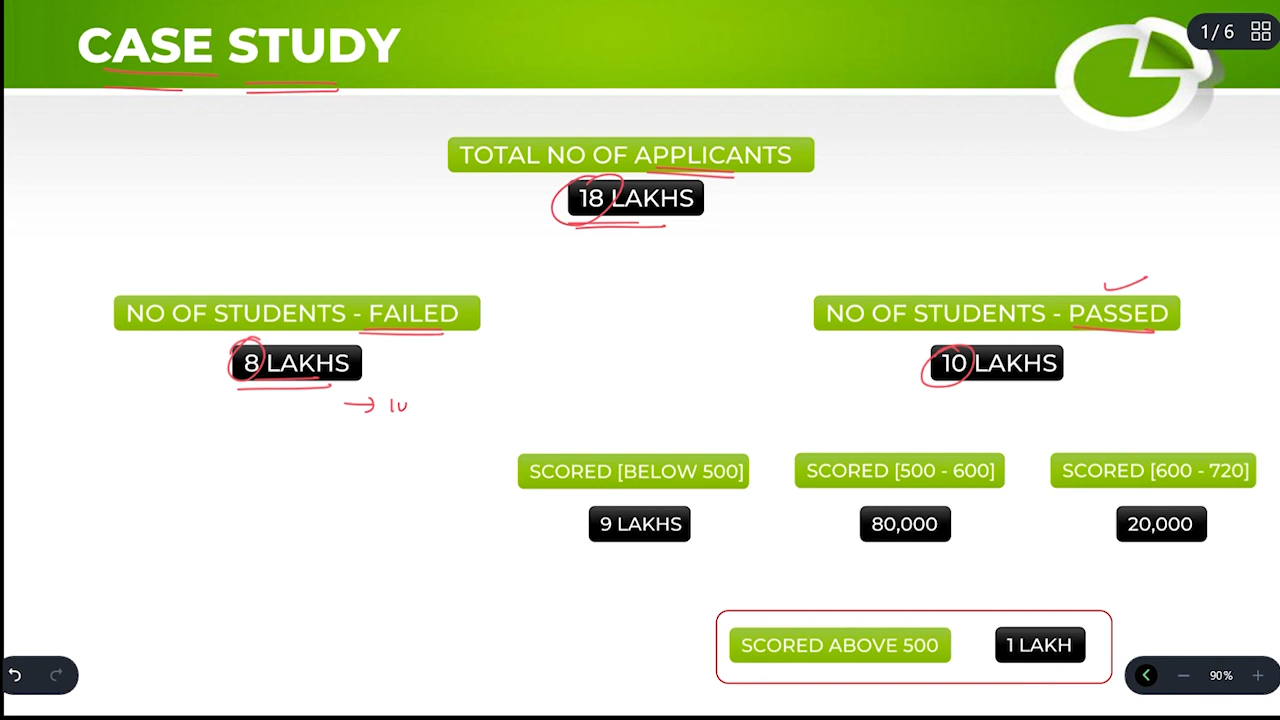 CASE STUDY
1/6
TOTAL NO OF APPLICANTS
18 LAKHS
NO OF STUDENTS - FAILED
NO OF STUDENTS - PASSED
8 LAKHS
10 LAKHS
SCORED [BELOW 500]
SCORED [500 - 600]
SCORED [600 - 720]
9 LAKHS
80,000
20,000
SCORED ABOVE 500
1 LAKH
90%